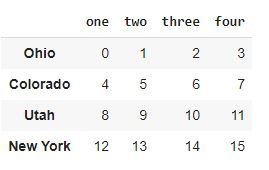 one two three four
Ohio 0 1 2 3
Colorado 4 5 6 7
Utah 8 9 10 11
New York 12 13 14 15